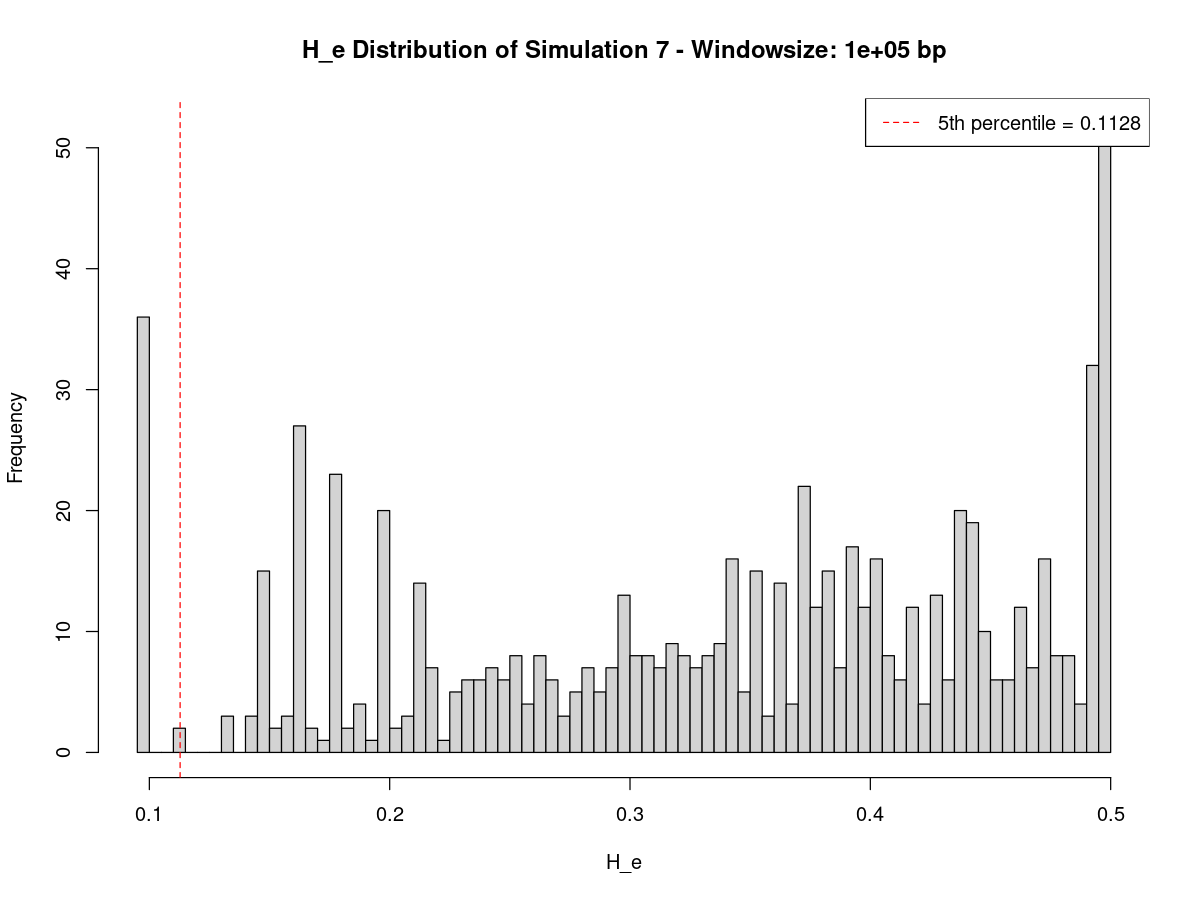 H_e Distribution of Simulation 7 - Windowsize: 1e+05 bp
5th percentile = 0.1128
Frequency
50
40
30
20
10
0
0.1 0.2 0.3 0.4 0.5
H_e